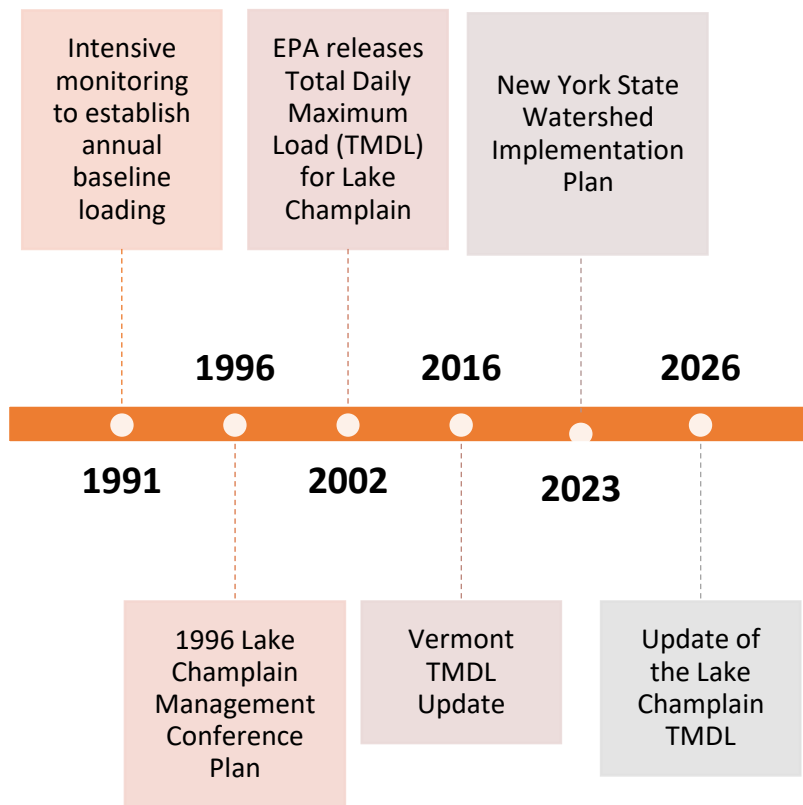 Intensive
monitoring
to establish
annual
baseline
loading
EPA releases
Total Daily
Maximum
Load (TMDL)
for Lake
Champlain
New York State
Watershed
Implementation
Plan
1996
2016
2026
1991
2002
2023
1996 Lake
Champlain
Management
Conference
Plan
Vermont
TMDL
Update
Update of
the Lake
Champlain
TMDL